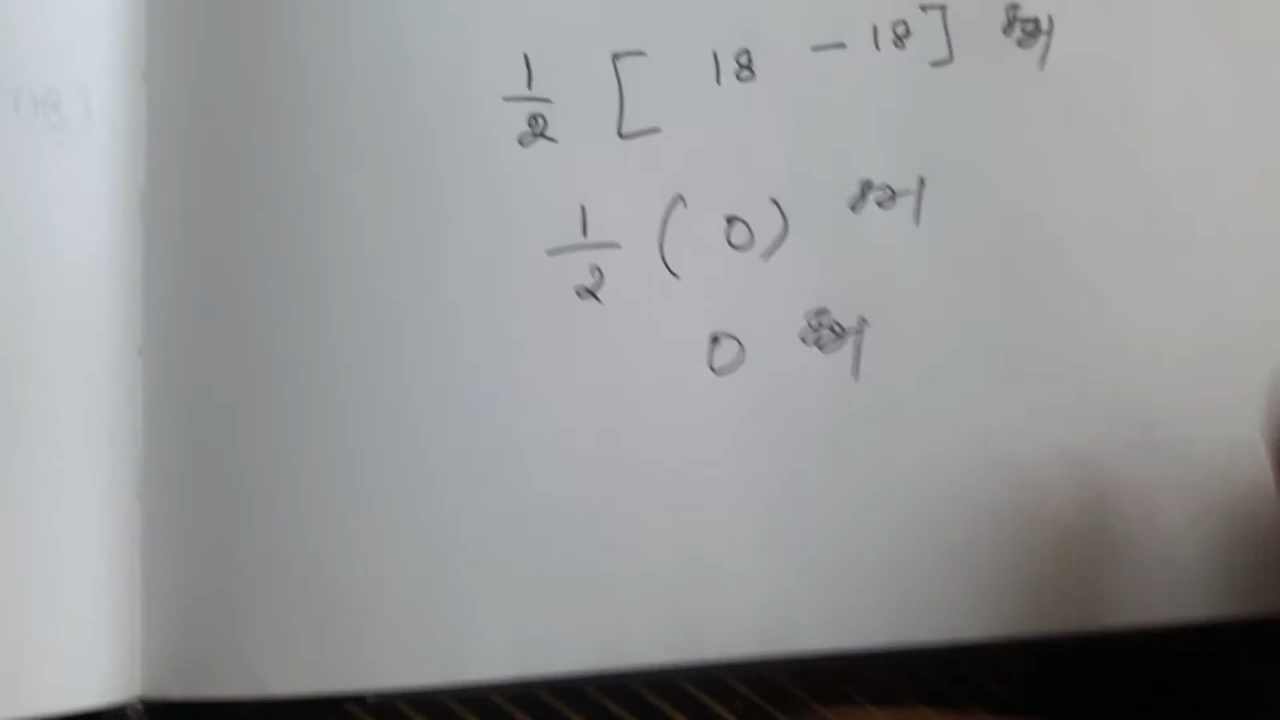 1/2 [ 18 - 18 ]
1/2 ( 0 )
0